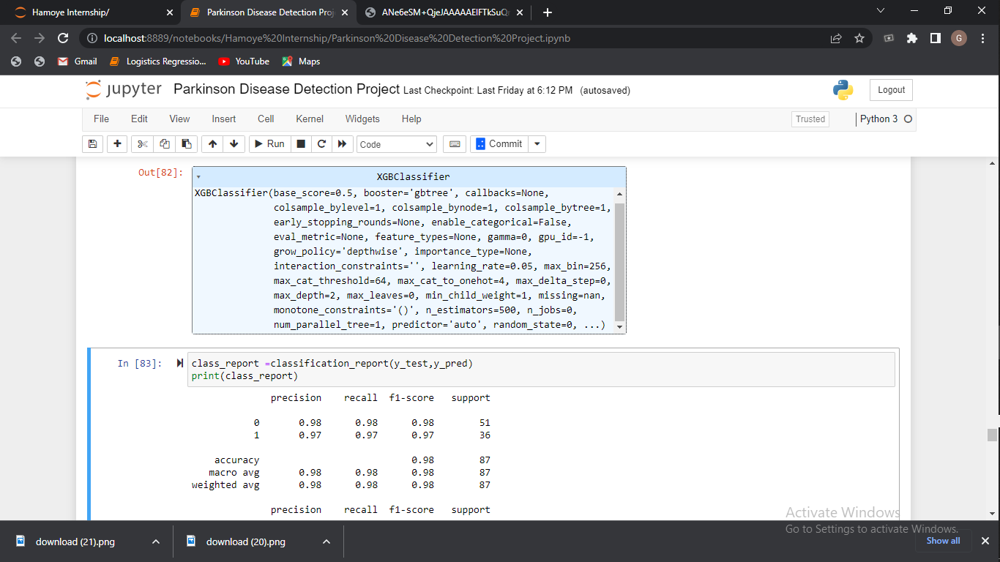 Hamoye Internship/
Parkinson Disease Detection Proj
ANe6eSM+QjeJAAAAAElFTkSuQ
localhost:8889/notebooks/Hamoye%20Internship/Parkinson%20Disease%20Detection%20Project.ipynb
G
Gmail
Logistics Regressio...
YouTube
Maps
jupyter Parkinson Disease Detection Project Last Checkpoint: Last Friday at 6:12 PM (autosaved)
Logout
File Edit View Insert Cell Kernel Widgets Help
Trusted
Python 3
Run
Code
Commit
Out[82]:
XGBClassifier
XGBClassifier(base_score=0.5, booster='gbtree', callbacks=None,
colsample_bylevel=1, colsample_bynode=1, colsample_bytree=1,
early_stopping_rounds=None, enable_categorical=False,
eval_metric=None, feature_types=None, gamma=0, gpu_id=-1,
grow_policy='depthwise', importance_type=None,
interaction_constraints='', learning_rate=0.05, max_bin=256,
max_cat_threshold=64, max_cat_to_onehot=4, max_delta_step=0,
max_depth=2, max_leaves=0, min_child_weight=1, missing=nan,
monotone_constraints='()', n_estimators=500, n_jobs=0,
num_parallel_tree=1, predictor='auto', random_state=0, ...)
In [83]:
class_report =classification_report(y_test,y_pred)
print(class_report)
precision recall f1-score support
0 0.98 0.98 0.98 51
1 0.97 0.97 0.97 36
accuracy 0.98 87
macro avg 0.98 0.98 0.98 87
weighted avg 0.98 0.98 0.98 87
precision recall f1-score support
Activate Windows
Go to Settings to activate Windows.
download (21).png
download (20).png
Show all